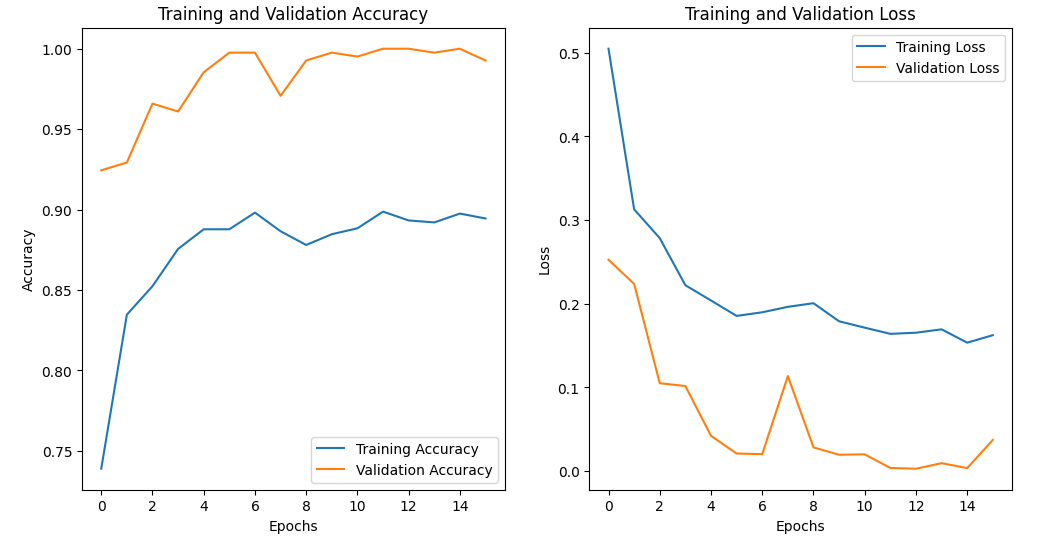 Training and Validation Accuracy
1.00
0.95
0.90
0.85
0.80
0.75
Accuracy
0 2 4 6 8 10 12 14
Epochs
Training Accuracy
Validation Accuracy
Training and Validation Loss
0.5
0.4
0.3
0.2
0.1
0.0
Loss
0 2 4 6 8 10 12 14
Epochs
Training Loss
Validation Loss